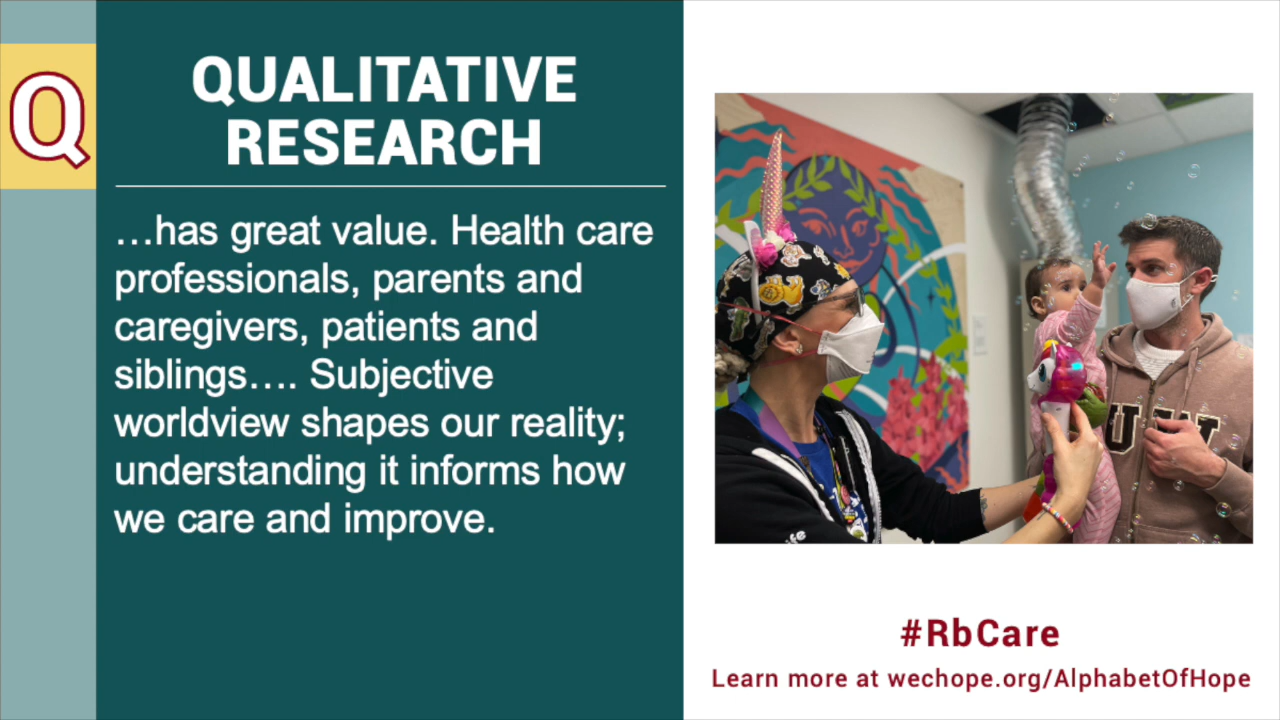 Q
QUALITATIVE
RESEARCH
…has great value. Health care
professionals, parents and
caregivers, patients and
siblings…. Subjective
worldview shapes our reality;
understanding it informs how
we care and improve.
#RbCare
Learn more at wechope.org/AlphabetOfHope